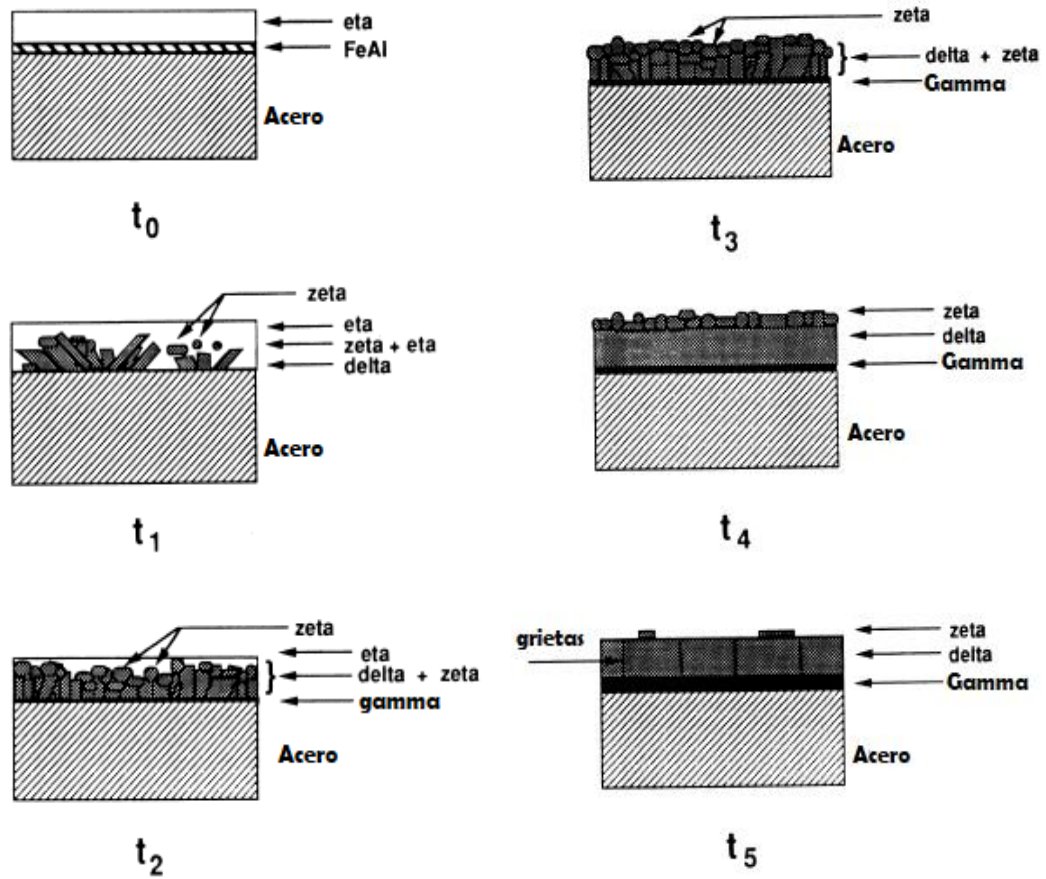 eta
FeAl
Acero
t0
zeta
eta
zeta + eta
delta
Acero
t1
zeta
eta
delta + zeta
gamma
Acero
t2
zeta
delta + zeta
Gamma
Acero
t3
zeta
delta
Gamma
Acero
t4
grietas
zeta
delta
Gamma
Acero
t5